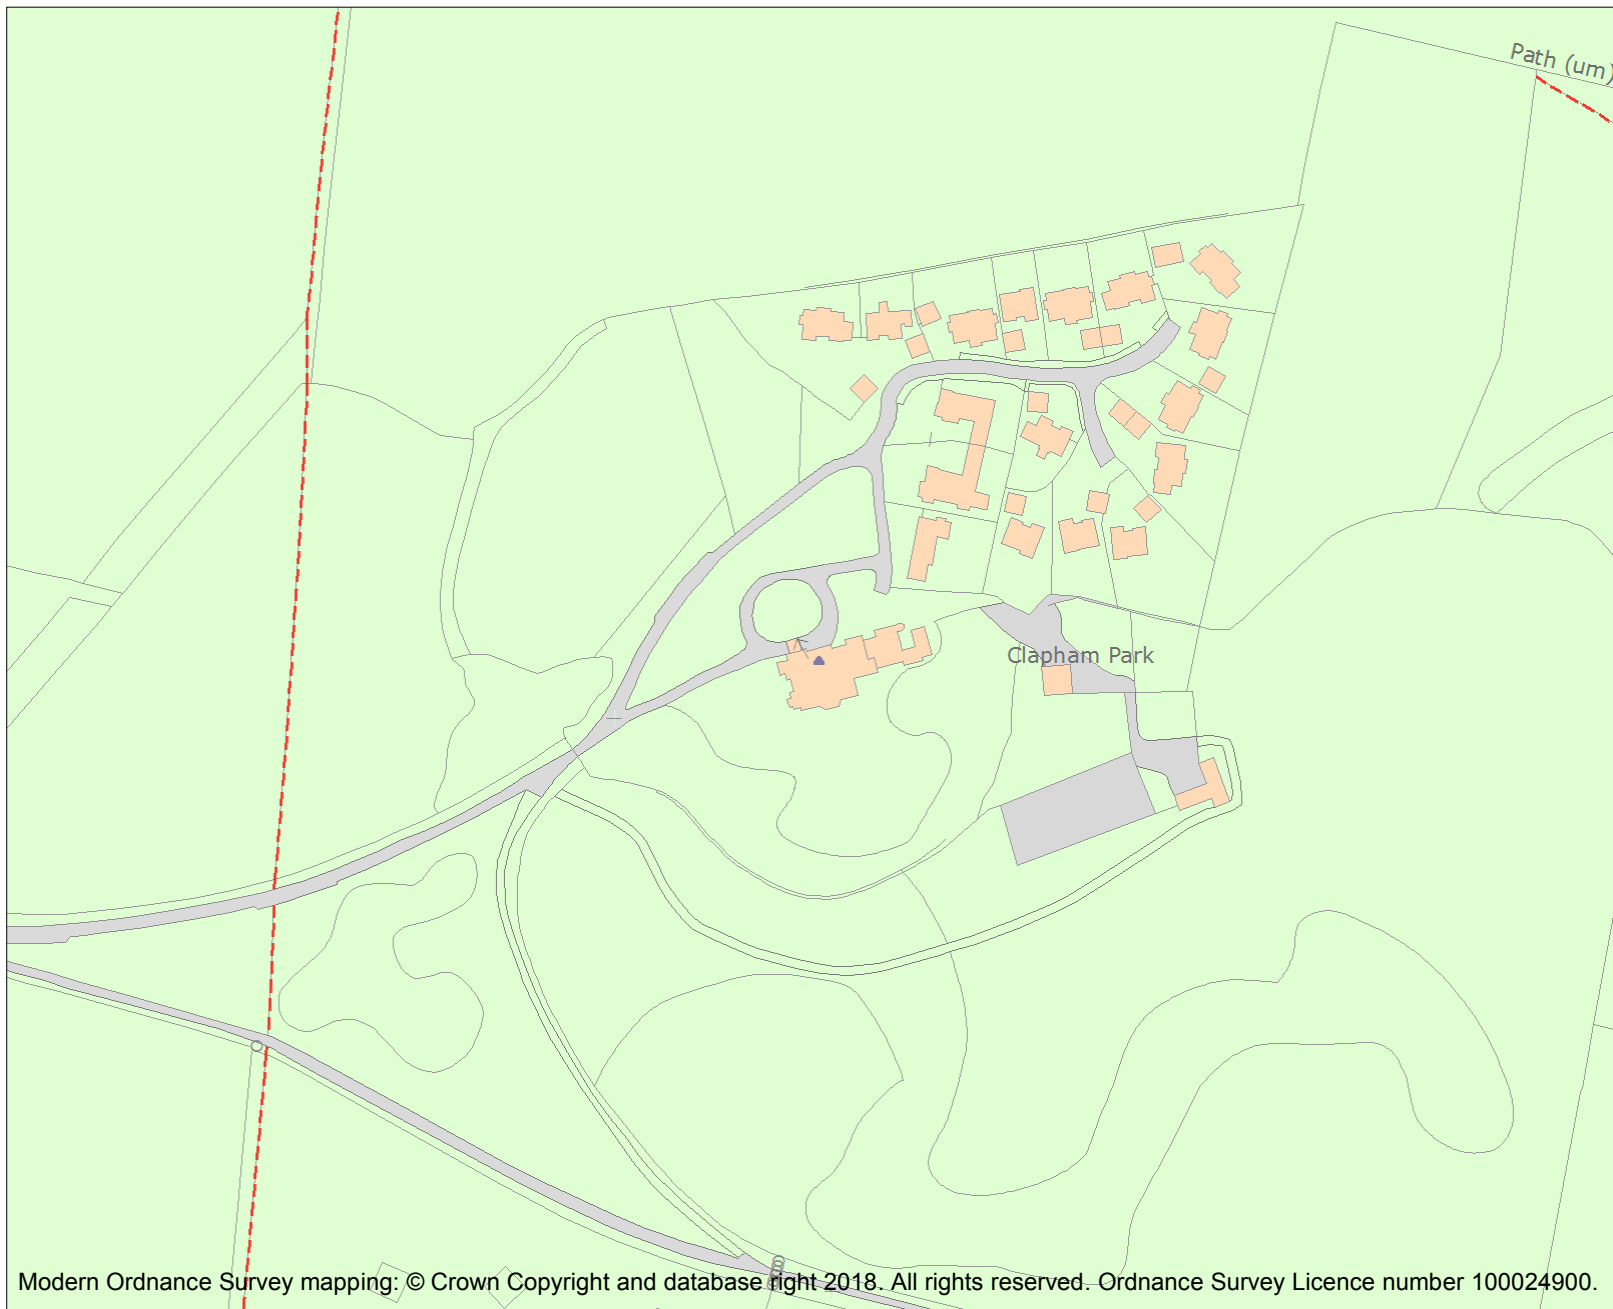 Path (um)
Clapham Park
Modern Ordnance Survey mapping: © Crown Copyright and database right 2018. All rights reserved. Ordnance Survey Licence number 100024900.